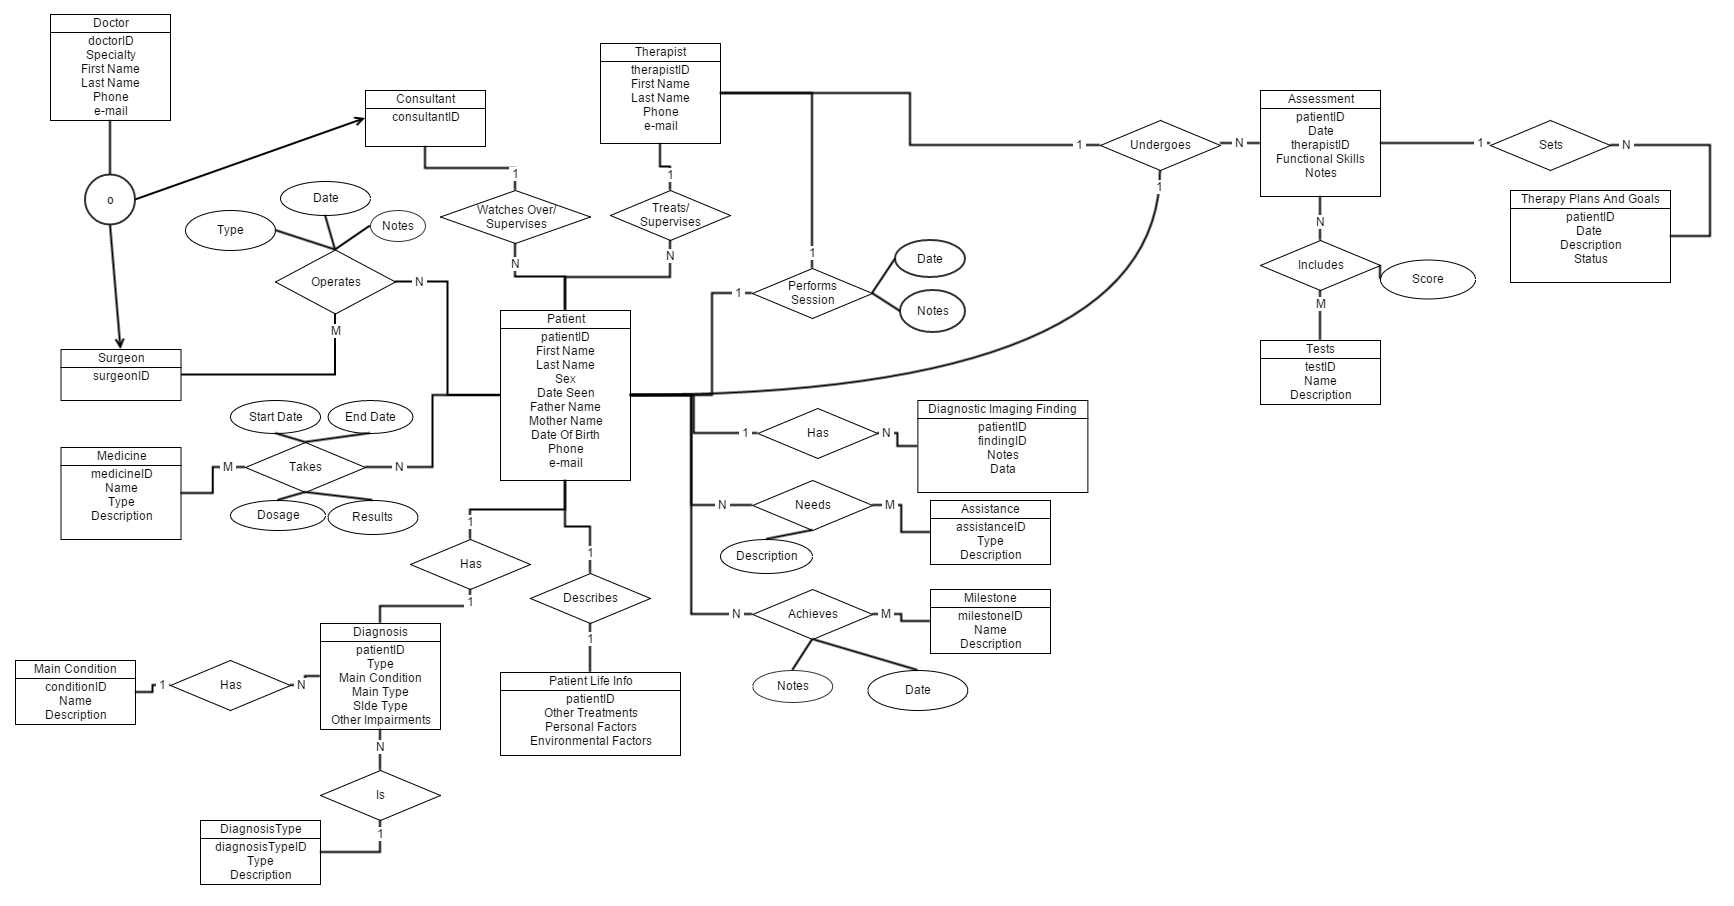 Doctor
doctorID
Specialty
First Name
Last Name
Phone
e-mail
Consultant
consultantID
Therapist
therapistID
First Name
Last Name
Phone
e-mail
Assessment
patientID
Date
therapistID
Functional Skills
Notes
1
Undergoes
N
1
1
Sets
N
Therapy Plans And Goals
patientID
Date
Description
Status
o
Date
Type
Notes
1
Watches Over/
Supervises
N
1
Treats/
Supervises
N
Operates
N
M
1
Performs
Session
1
Date
Notes
N
Includes
Score
M
Surgeon
surgeonID
Patient
patientID
First Name
Last Name
Sex
Date Seen
Father Name
Mother Name
Date Of Birth
Phone
e-mail
Tests
testID
Name
Description
Start Date
End Date
Medicine
medicineID
Name
Type
Description
M
Takes
N
Dosage
Results
1
Has
N
Diagnostic Imaging Finding
patientID
findingID
Notes
Data
N
Needs
M
Description
Assistance
assistanceID
Type
Description
1
Has
1
1
Describes
1
N
Achieves
M
Notes
Date
Milestone
milestoneID
Name
Description
Main Condition
conditionID
Name
Description
1
Has
N
Diagnosis
patientID
Type
Main Condition
Main Type
SIde Type
Other Impairments
Patient Life Info
patientID
Other Treatments
Personal Factors
Environmental Factors
N
Is
1
DiagnosisType
diagnosisTypeID
Type
Description